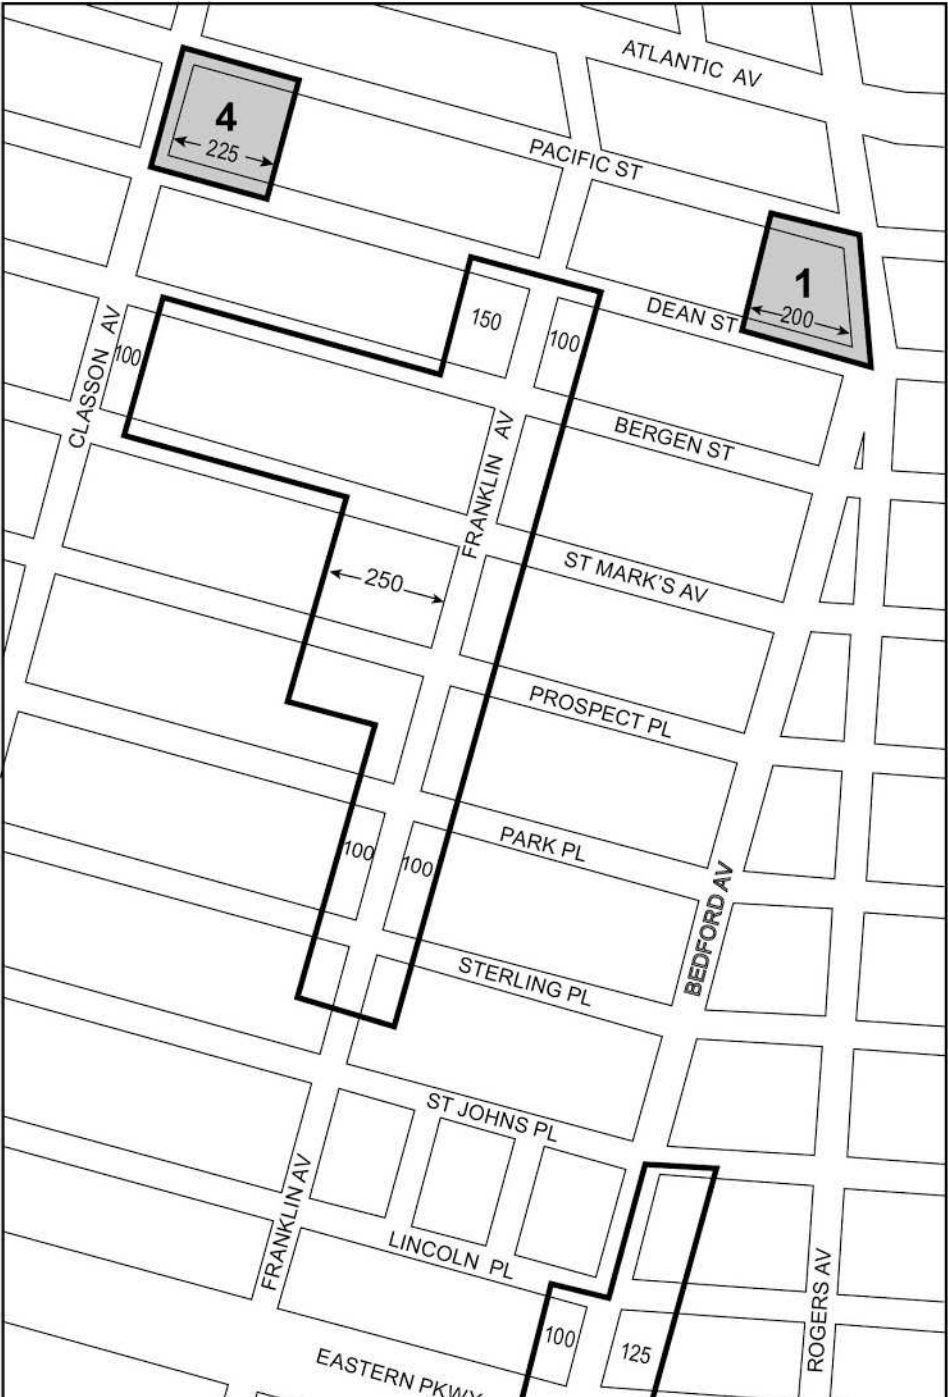 ATLANTIC AV
4
225
PACIFIC ST
1
200
DEAN ST
150
100
CLASSON AV
100
FRANKLIN AV
BERGEN ST
250
ST MARK'S AV
PROSPECT PL
100
100
PARK PL
BEDFORD AV
STERLING PL
ST JOHNS PL
FRANKLIN AV
LINCOLN PL
ROGERS AV
100
125
EASTERN PKWY